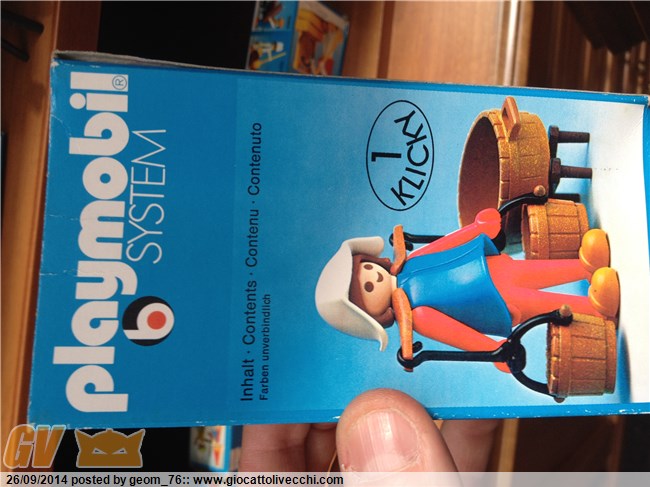 playmobil®
SYSTEM
b
Inhalt · Contents · Contenu · Contenuto
Farben unverbindlich
1
KLICKY
GV
26/09/2014 posted by geom_76:: www.giocattolivecchi.com